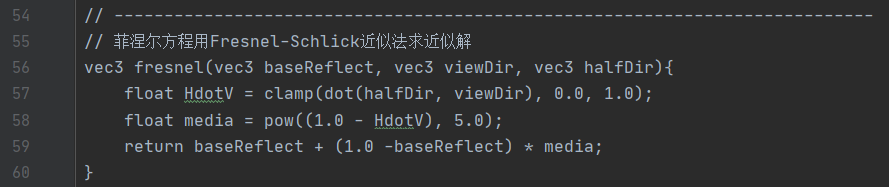 54 // ----------------------------------------------------------------------------
55 // 菲涅尔方程用Fresnel-Schlick近似法求近似解
56 vec3 fresnel(vec3 baseReflect, vec3 viewDir, vec3 halfDir){
57     float HdotV = clamp(dot(halfDir, viewDir), 0.0, 1.0);
58     float media = pow((1.0 - HdotV), 5.0);
59     return baseReflect + (1.0 -baseReflect) * media;
60 }